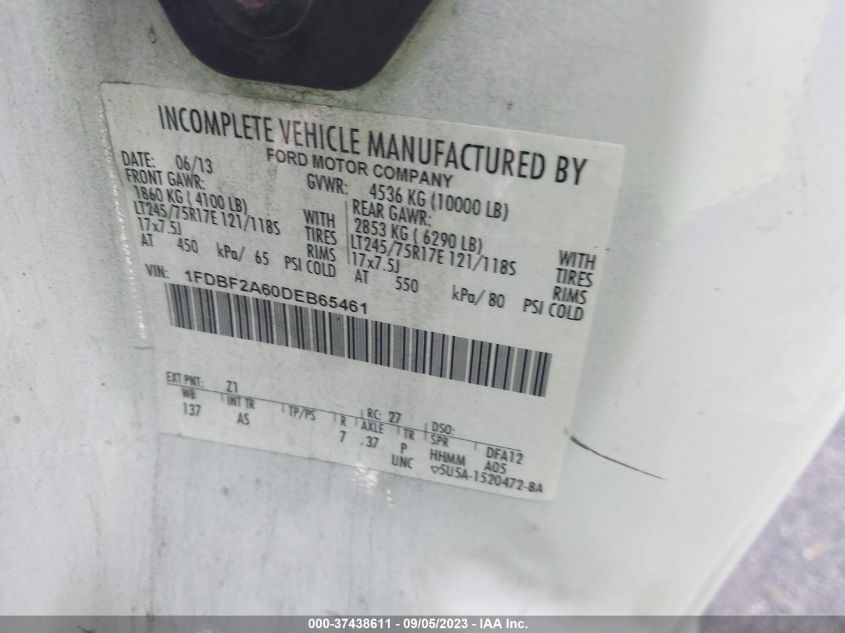 INCOMPLETE VEHICLE MANUFACTURED BY
FORD MOTOR COMPANY
DATE: 06/13
GVWR: 4536 KG (10000 LB)
FRONT GAWR:
1860 KG ( 4100 LB) WITH
LT245/75R17E 121/118S TIRES
17x7.5J RIMS
AT 450 kPa/ 65 PSI COLD
REAR GAWR:
2853 KG ( 6290 LB) WITH
LT245/75R17E 121/118S TIRES
17x7.5J RIMS
AT 550 kPa/ 80 PSI COLD
VIN: 1FDBF2A60DEB65461
EXT PNT: Z1 RC: 27 DSO:
WB INT TR TP/PS R AXLE TR SPR DFA12
137 AS 7 .37 P HHMM A05
UNC ▽5U5A-1520472-BA
000-37438611 - 09/05/2023 - IAA Inc.